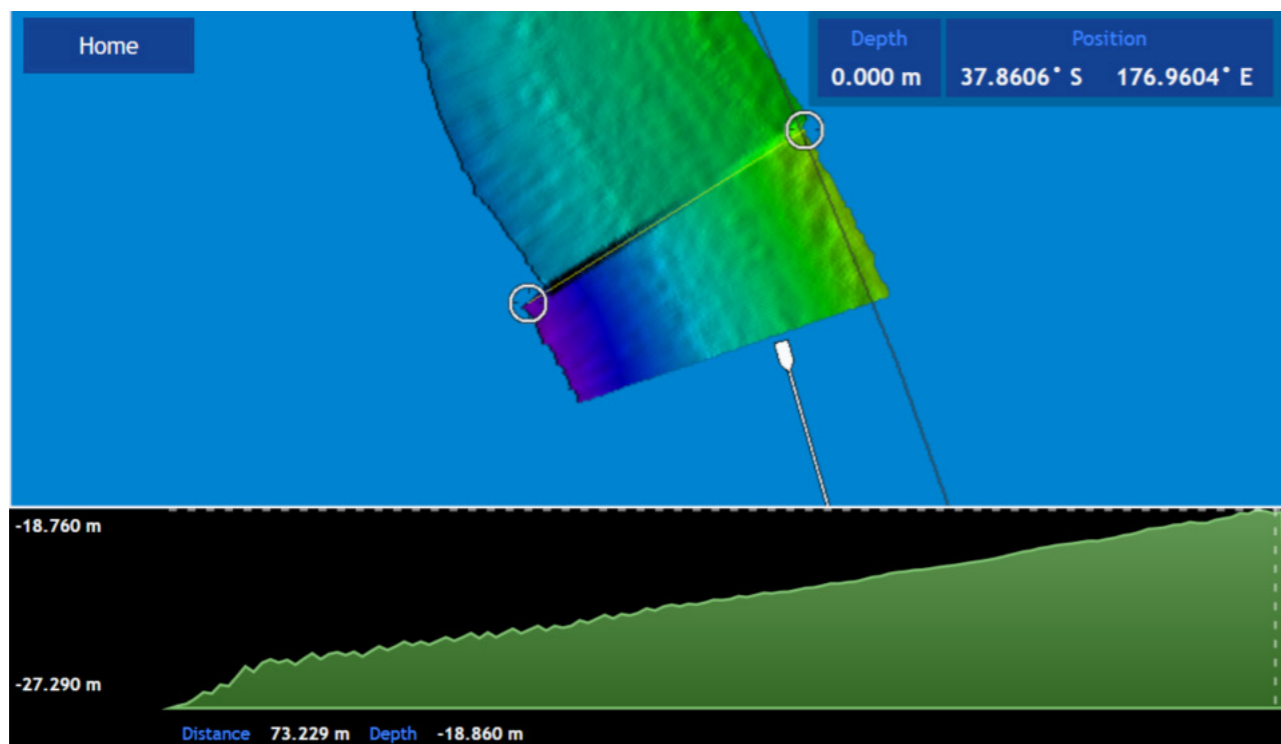 Home
Depth
Position
0.000 m
37.8606° S 176.9604° E
-18.760 m
-27.290 m
Distance 73.229 m Depth -18.860 m